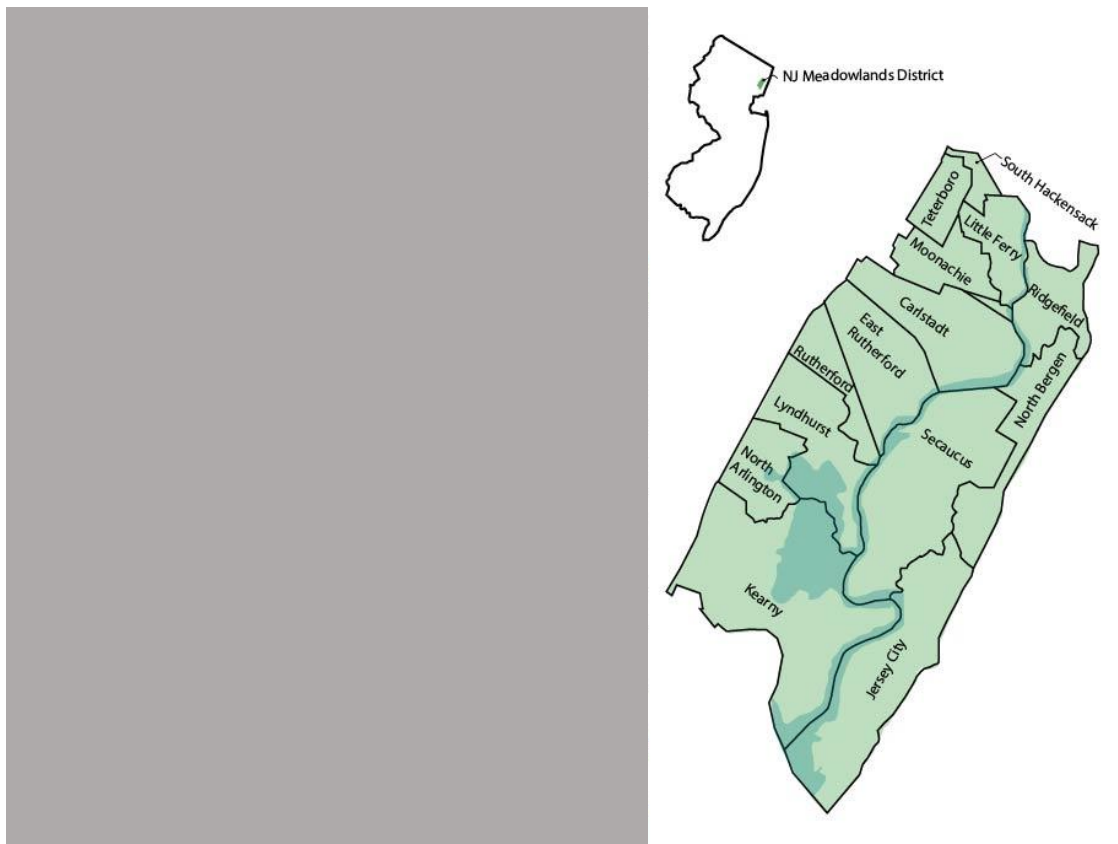 NJ Meadowlands District
South Hackensack
Teterboro
Little Ferry
Moonachie
Ridgefield
Carlstadt
East
Rutherford
Rutherford
North Bergen
Lyndhurst
Secaucus
North
Arlington
Kearny
Jersey City